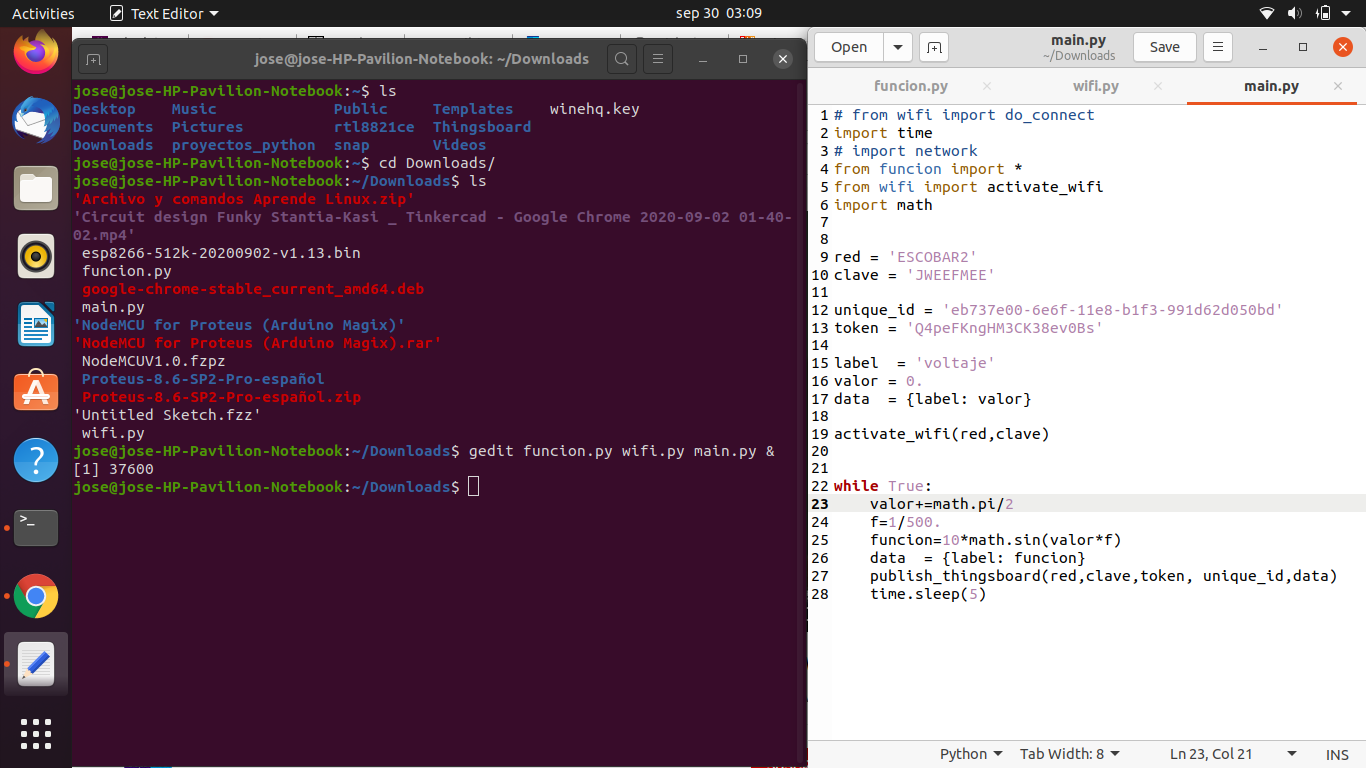 Activities
Text Editor
sep 30 03:09
jose@jose-HP-Pavilion-Notebook: ~/Downloads
jose@jose-HP-Pavilion-Notebook:~$ ls
Desktop Music Public Templates winehq.key
Documents Pictures rtl8821ce Thingsboard
Downloads proyectos_python snap Videos
jose@jose-HP-Pavilion-Notebook:~$ cd Downloads/
jose@jose-HP-Pavilion-Notebook:~/Downloads$ ls
'Archivo y comandos Aprende Linux.zip'
'Circuit design Funky Stantia-Kasi _ Tinkercad - Google Chrome 2020-09-02 01-40-
02.mp4'
esp8266-512k-20200902-v1.13.bin
funcion.py
google-chrome-stable_current_amd64.deb
main.py
'NodeMCU for Proteus (Arduino Magix)'
'NodeMCU for Proteus (Arduino Magix).rar'
NodeMCUV1.0.fzpz
Proteus-8.6-SP2-Pro-español
Proteus-8.6-SP2-Pro-español.zip
'Untitled Sketch.fzz'
wifi.py
jose@jose-HP-Pavilion-Notebook:~/Downloads$ gedit funcion.py wifi.py main.py &
[1] 37600
jose@jose-HP-Pavilion-Notebook:~/Downloads$
Open
main.py
~/Downloads
Save
funcion.py
wifi.py
main.py
1 # from wifi import do_connect
2 import time
3 # import network
4 from funcion import *
5 from wifi import activate_wifi
6 import math
7
8
9 red = 'ESCOBAR2'
10 clave = 'JWEEFMEE'
11
12 unique_id = 'eb737e00-6e6f-11e8-b1f3-991d62d050bd'
13 token = 'Q4peFKngHM3CK38ev0Bs'
14
15 label  = 'voltaje'
16 valor = 0.
17 data  = {label: valor}
18
19 activate_wifi(red,clave)
20
21
22 while True:
23 valor+=math.pi/2
24 f=1/500.
25 funcion=10*math.sin(valor*f)
26 data  = {label: funcion}
27 publish_thingsboard(red,clave,token, unique_id,data)
28 time.sleep(5)
Python
Tab Width: 8
Ln 23, Col 21
INS